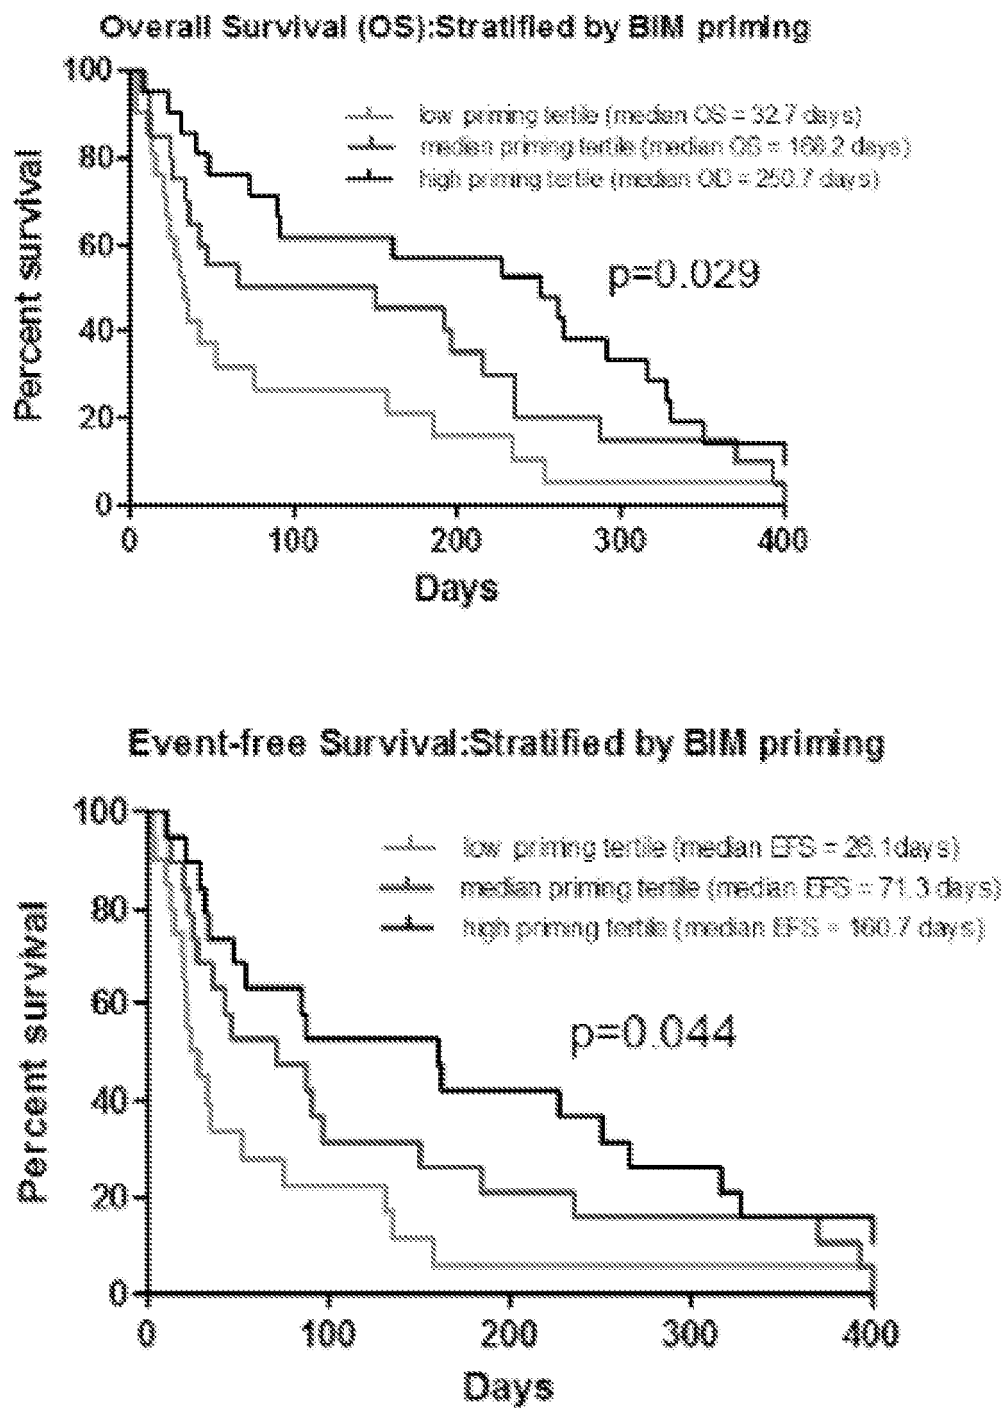 Overall Survival (OS):Stratified by BIM priming
100
80
60
40
20
0
Percent survival
low priming tertile (median OS = 32.7 days)
median priming tertile (median OS = days)
high priming tertile (median OD = 250.7 days)
p=0.029
0 100 200 300 400
Days
Event-free Survival:Stratified by BIM priming
100
80
60
40
20
0
Percent survival
low priming tertile (median EFS =
median priming tertile (median EFS = 71.3 days)
high priming tertile (median EFS = 160.7 days)
p=0.044
0 100 200 300 400
Days